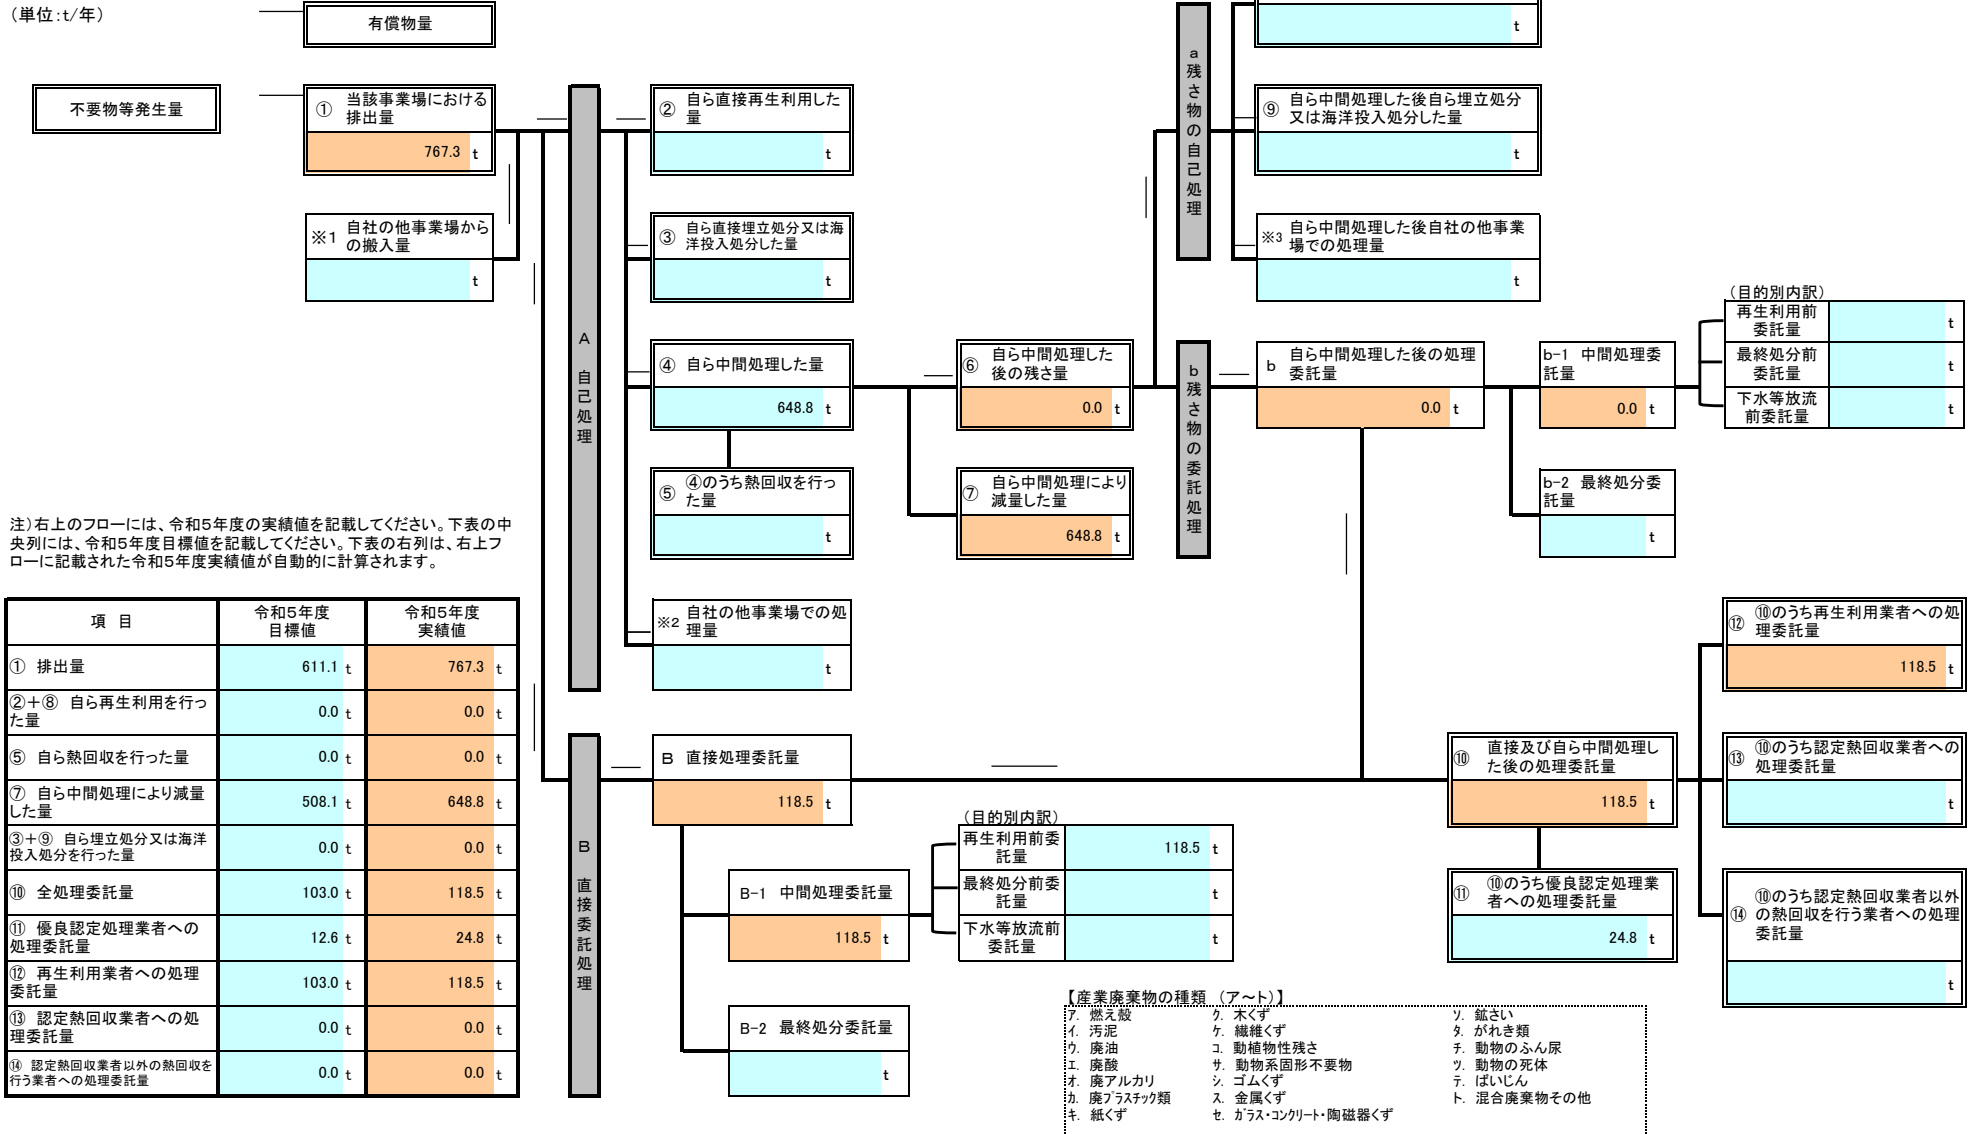 (単位:t/年)
有償物量
不要物等発生量
① 当該事業場における
排出量
767.3 t
※1 自社の他事業場から
の搬入量
t
A 自己処理
② 自ら直接再生利用した
量
t
③ 自ら直接埋立処分又は海
洋投入処分した量
t
④ 自ら中間処理した量
648.8 t
⑤ ④のうち熱回収を行っ
た量
t
※2 自社の他事業場での処
理量
t
⑥ 自ら中間処理した
後の残さ量
0.0 t
⑦ 自ら中間処理により
減量した量
648.8 t
a 残さ物の自己処理
t
⑨ 自ら中間処理した後自ら埋立処分
又は海洋投入処分した量
t
※3 自ら中間処理した後自社の他事業
場での処理量
t
b 残さ物の委託処理
b 自ら中間処理した後の処理
委託量
0.0 t
b-1 中間処理委
託量
0.0 t
b-2 最終処分委
託量
t
(目的別内訳)
再生利用前
委託量
t
最終処分前
委託量
t
下水等放流
前委託量
t
注)右上のフローには、令和5年度の実績値を記載してください。下表の中
央列には、令和5年度目標値を記載してください。下表の右列は、右上フ
ローに記載された令和5年度実績値が自動的に計算されます。
項 目 令和5年度
目標値 令和5年度
実績値
① 排出量 611.1 t 767.3 t
②+⑧ 自ら再生利用を行っ
た量 0.0 t 0.0 t
⑤ 自ら熱回収を行った量 0.0 t 0.0 t
⑦ 自ら中間処理により減量
した量 508.1 t 648.8 t
③+⑨ 自ら埋立処分又は海洋
投入処分を行った量 0.0 t 0.0 t
⑩ 全処理委託量 103.0 t 118.5 t
⑪ 優良認定処理業者への
処理委託量 12.6 t 24.8 t
⑫ 再生利用業者への処理
委託量 103.0 t 118.5 t
⑬ 認定熱回収業者への処
理委託量 0.0 t 0.0 t
⑭ 認定熱回収業者以外の熱回収を
行う業者への処理委託量 0.0 t 0.0 t
B 直接委託処理
B 直接処理委託量
118.5 t
B-1 中間処理委託量
118.5 t
B-2 最終処分委託量
t
(目的別内訳)
再生利用前委
託量
118.5 t
最終処分前委
託量
t
下水等放流前
委託量
t
⑩ 直接及び自ら中間処理し
た後の処理委託量
118.5 t
⑪ ⑩のうち優良認定処理業
者への処理委託量
24.8 t
⑫ ⑩のうち再生利用業者への処
理委託量
118.5 t
⑬ ⑩のうち認定熱回収業者への
処理委託量
t
⑭ ⑩のうち認定熱回収業者以外
の熱回収を行う業者への処理
委託量
t
【産業廃棄物の種類 (ア~ト)】
ア. 燃え殻 ク. 木くず ソ. 鉱さい
イ. 汚泥 ケ. 繊維くず タ. がれき類
ウ. 廃油 コ. 動植物性残さ チ. 動物のふん尿
エ. 廃酸 サ. 動物系固形不要物 ツ. 動物の死体
オ. 廃アルカリ シ. ゴムくず テ. ばいじん
カ. 廃プラスチック類 ス. 金属くず ト. 混合廃棄物その他
キ. 紙くず セ. ガラス・コンクリート・陶磁器くず